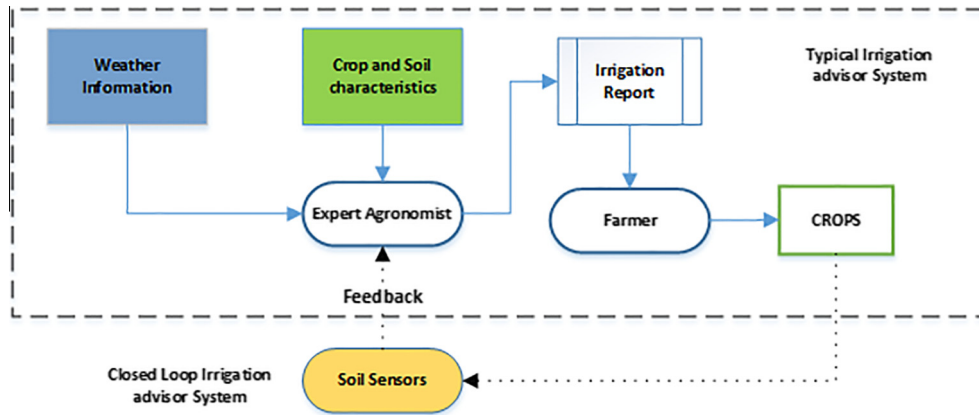 Weather
Information
Crop and Soil
characteristics
Irrigation
Report
Typical Irrigation
advisor System
Expert Agronomist
Farmer
CROPS
Feedback
Closed Loop Irrigation
advisor System
Soil Sensors